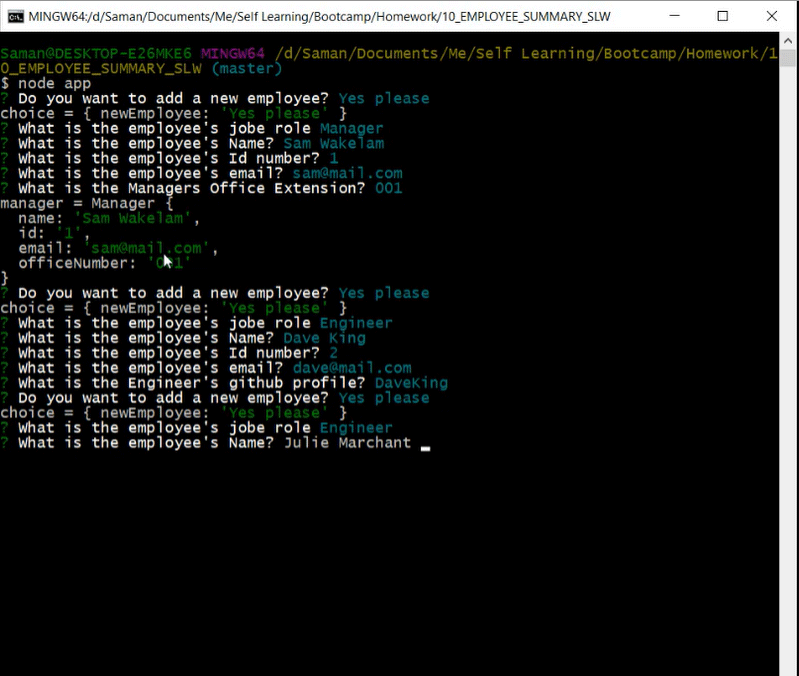 MINGW64:/d/Saman/Documents/Me/Self Learning/Bootcamp/Homework/10_EMPLOYEE_SUMMARY_SLW
Saman@DESKTOP-E26MKE6 MINGW64 /d/Saman/Documents/Me/Self Learning/Bootcamp/Homework/1
0_EMPLOYEE_SUMMARY_SLW (master)
$ node app
? Do you want to add a new employee? Yes please
choice = { newEmployee: 'Yes please' }
? What is the employee's jobe role Manager
? What is the employee's Name? Sam Wakelam
? What is the employee's Id number? 1
? What is the employee's email? sam@mail.com
? What is the Managers Office Extension? 001
manager = Manager {
name: 'Sam Wakelam',
id: '1',
email: 'sam@mail.com',
officeNumber: '001'
}
? Do you want to add a new employee? Yes please
choice = { newEmployee: 'Yes please' }
? What is the employee's jobe role Engineer
? What is the employee's Name? Dave King
? What is the employee's Id number? 2
? What is the employee's email? dave@mail.com
? What is the Engineer's github profile? DaveKing
? Do you want to add a new employee? Yes please
choice = { newEmployee: 'Yes please' }
? What is the employee's jobe role Engineer
? What is the employee's Name? Julie Marchant